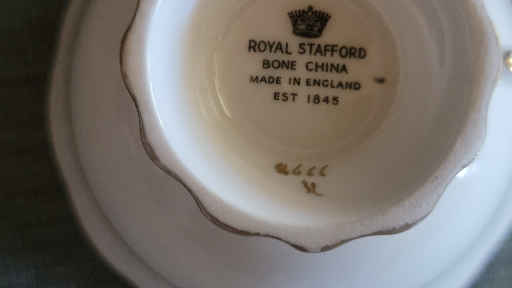 ROYAL STAFFORD
BONE CHINA
MADE IN ENGLAND
EST 1845